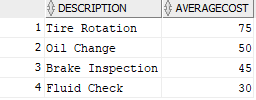 DESCRIPTION AVERAGECOST
1 Tire Rotation 75
2 Oil Change 50
3 Brake Inspection 45
4 Fluid Check 30